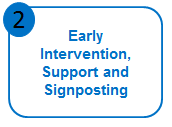 2
Early
Intervention,
Support and
Signposting